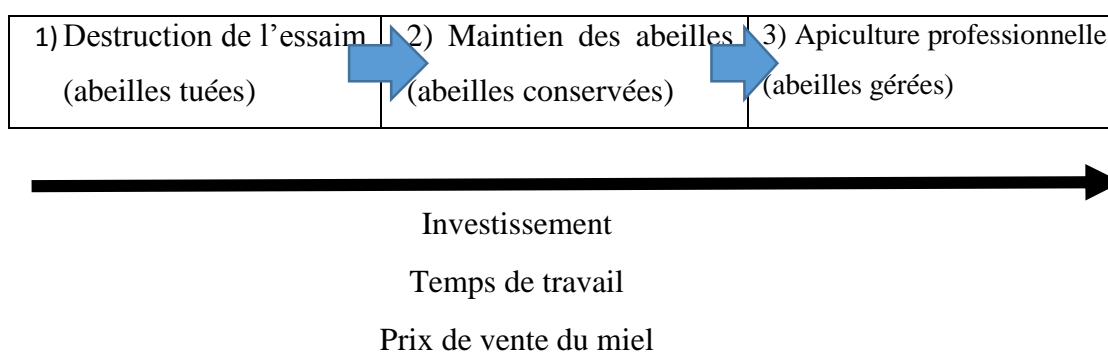 1) Destruction de l’essaim
(abeilles tuées)
2) Maintien des abeilles
(abeilles conservées)
3) Apiculture professionnelle
(abeilles gérées)
Investissement
Temps de travail
Prix de vente du miel